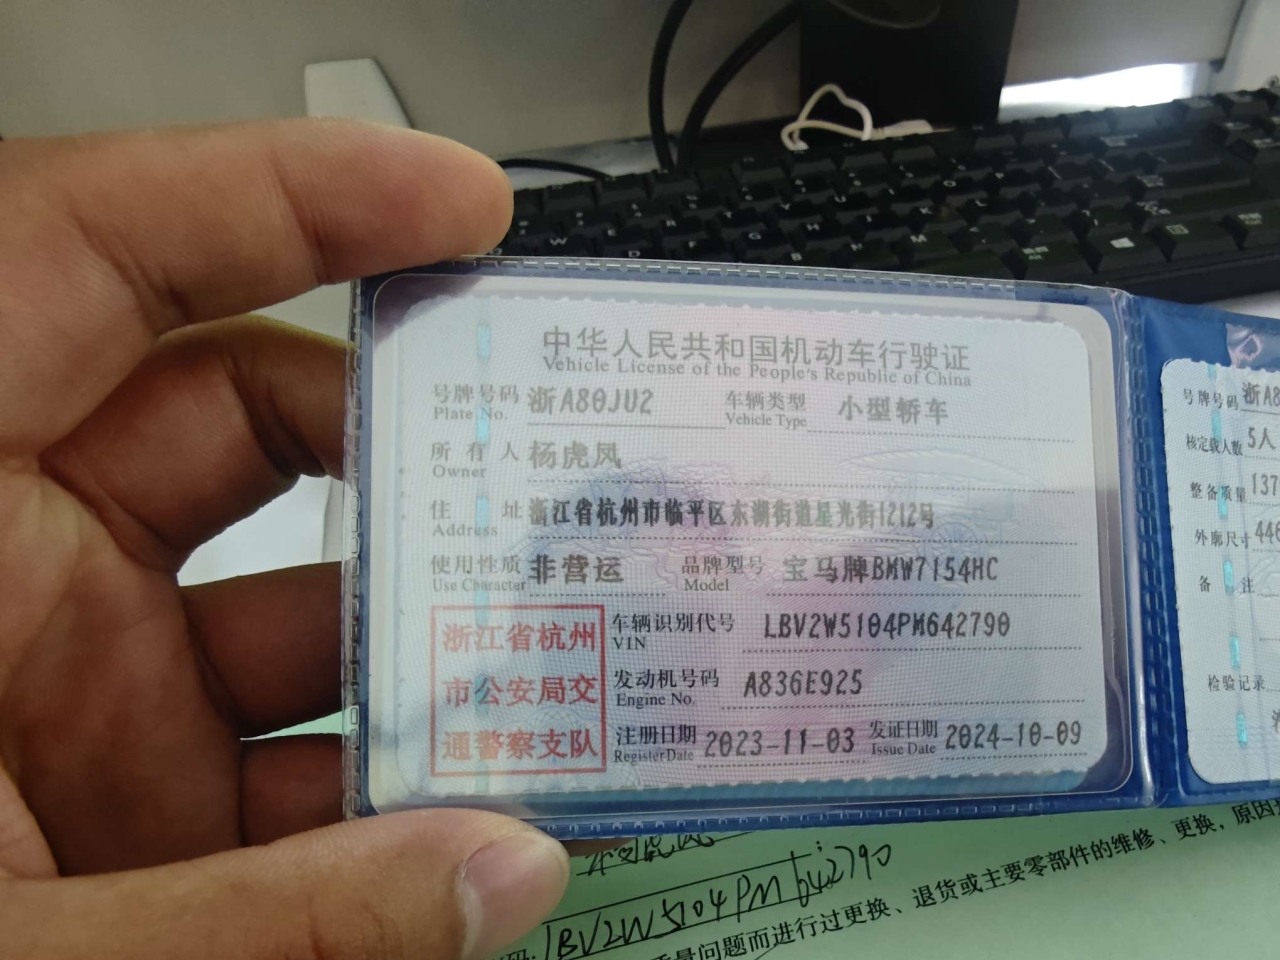 中华人民共和国机动车行驶证
Vehicle License of the People's Republic of China
号牌号码 浙A80JU2 车辆类型 小型轿车
Plate No. Vehicle Type
所有人 杨虎凤
Owner
住址 浙江省杭州市临平区东湖街道星光街1212号
Address
使用性质 非营运 品牌型号 宝马牌BMW7154HC
Use Character Model
浙江省杭州
市公安局交
通警察支队
车辆识别代号 LBV2W5104PM642790
VIN
发动机号码 A836E925
Engine No.
注册日期 2023-11-03 发证日期 2024-10-09
Register Date Issue Date
号牌号码 浙A8
核定载人数 5人
整备质量 137
外廓尺寸 446
备注
检验记录
LBV2W5104PM642790
量问题而进行过更换、退货或主要零部件的维修、更换,原因